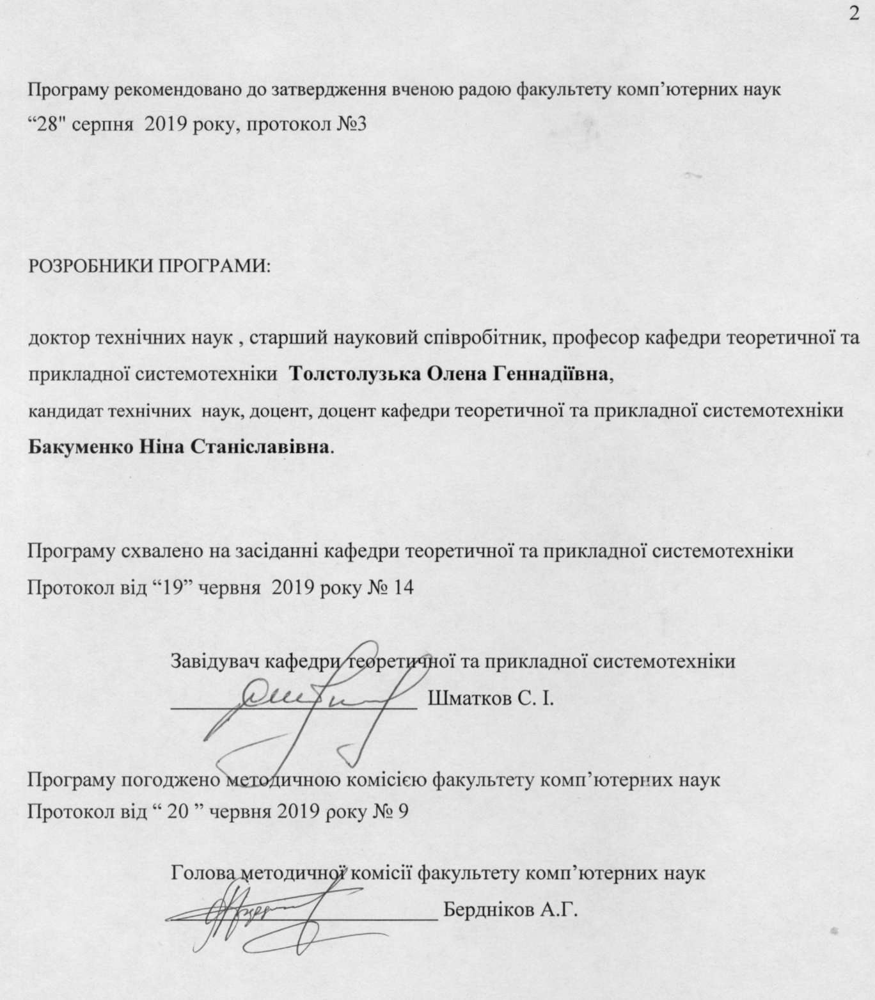 2
Програму рекомендовано до затвердження вченою радою факультету комп’ютерних наук
“28" серпня 2019 року, протокол №3
РОЗРОБНИКИ ПРОГРАМИ:
доктор технічних наук , старший науковий співробітник, професор кафедри теоретичної та
прикладної системотехніки Толстолузька Олена Геннадіївна,
кандидат технічних наук, доцент, доцент кафедри теоретичної та прикладної системотехніки
Бакуменко Ніна Станіславівна.
Програму схвалено на засіданні кафедри теоретичної та прикладної системотехніки
Протокол від “19” червня 2019 року № 14
Завідувач кафедри теоретичної та прикладної системотехніки
Шматков С. І.
Програму погоджено методичною комісією факультету комп’ютерних наук
Протокол від “ 20 ” червня 2019 року № 9
Голова методичної комісії факультету комп’ютерних наук
Бердніков А.Г.